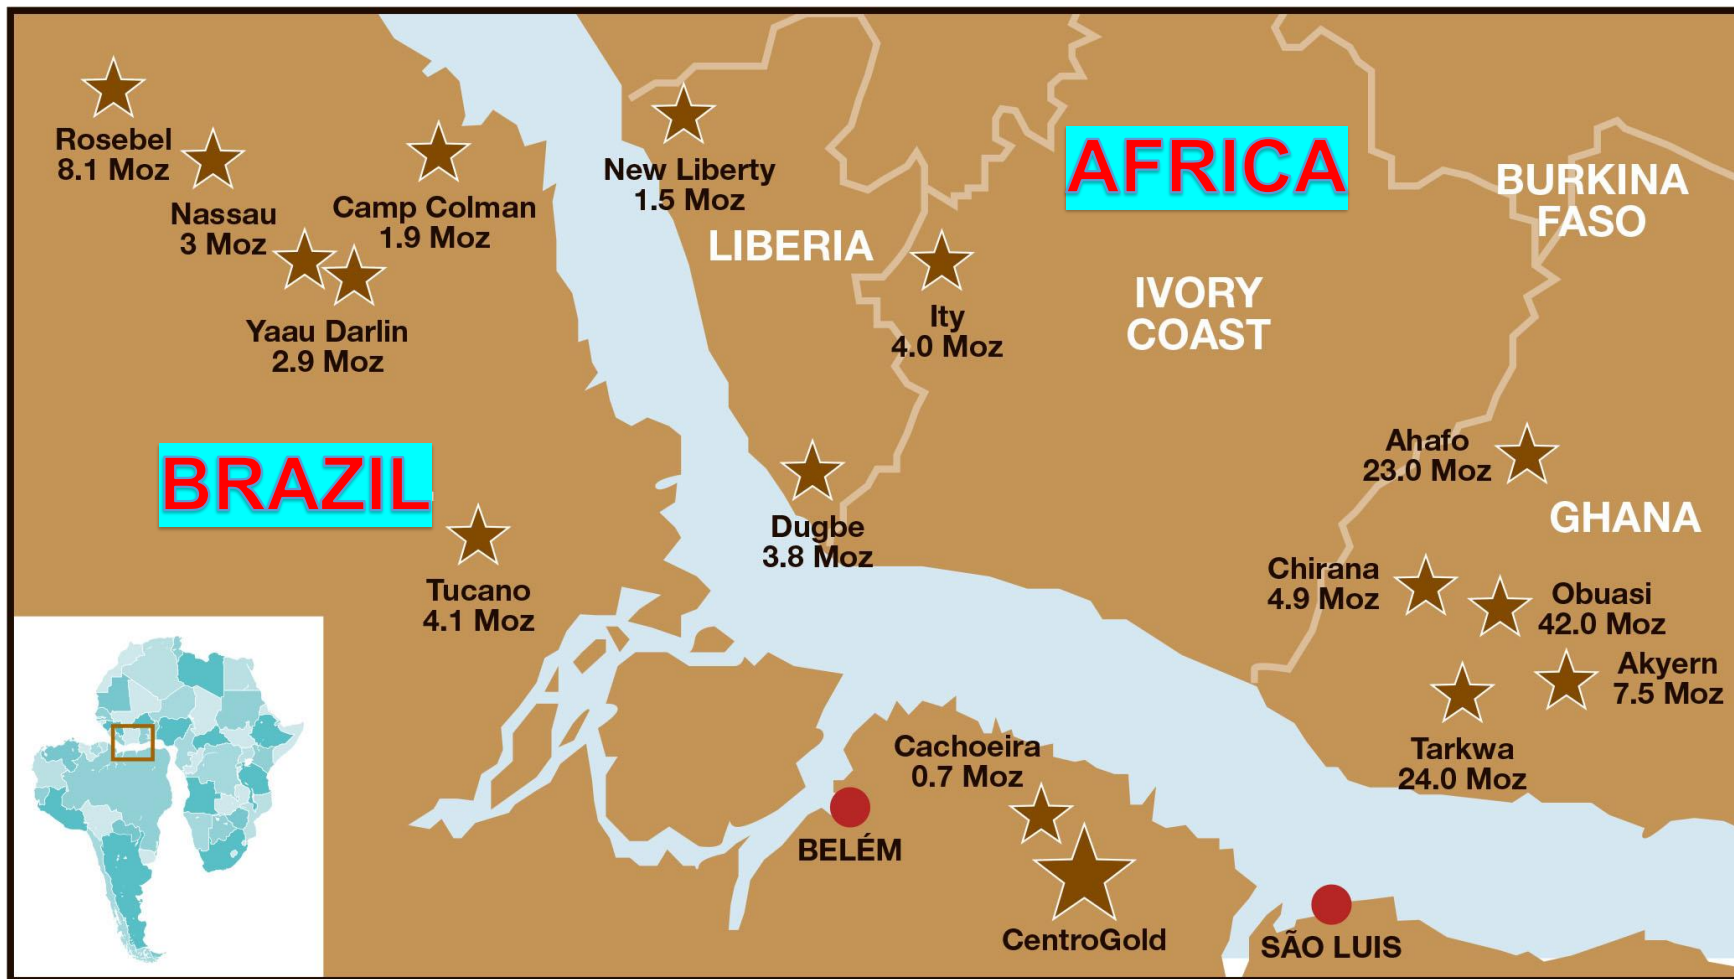 Rosebel
8.1 Moz
Nassau
3 Moz
Camp Colman
1.9 Moz
Yaau Darlin
2.9 Moz
BRAZIL
Tucano
4.1 Moz
New Liberty
1.5 Moz
LIBERIA
AFRICA
BURKINA
FASO
Ity
4.0 Moz
IVORY
COAST
Dugbe
3.8 Moz
Ahafo
23.0 Moz
GHANA
Chirana
4.9 Moz
Obuasi
42.0 Moz
Akyern
7.5 Moz
Tarkwa
24.0 Moz
Cachoeira
0.7 Moz
BELÉM
CentroGold
SÃO LUIS